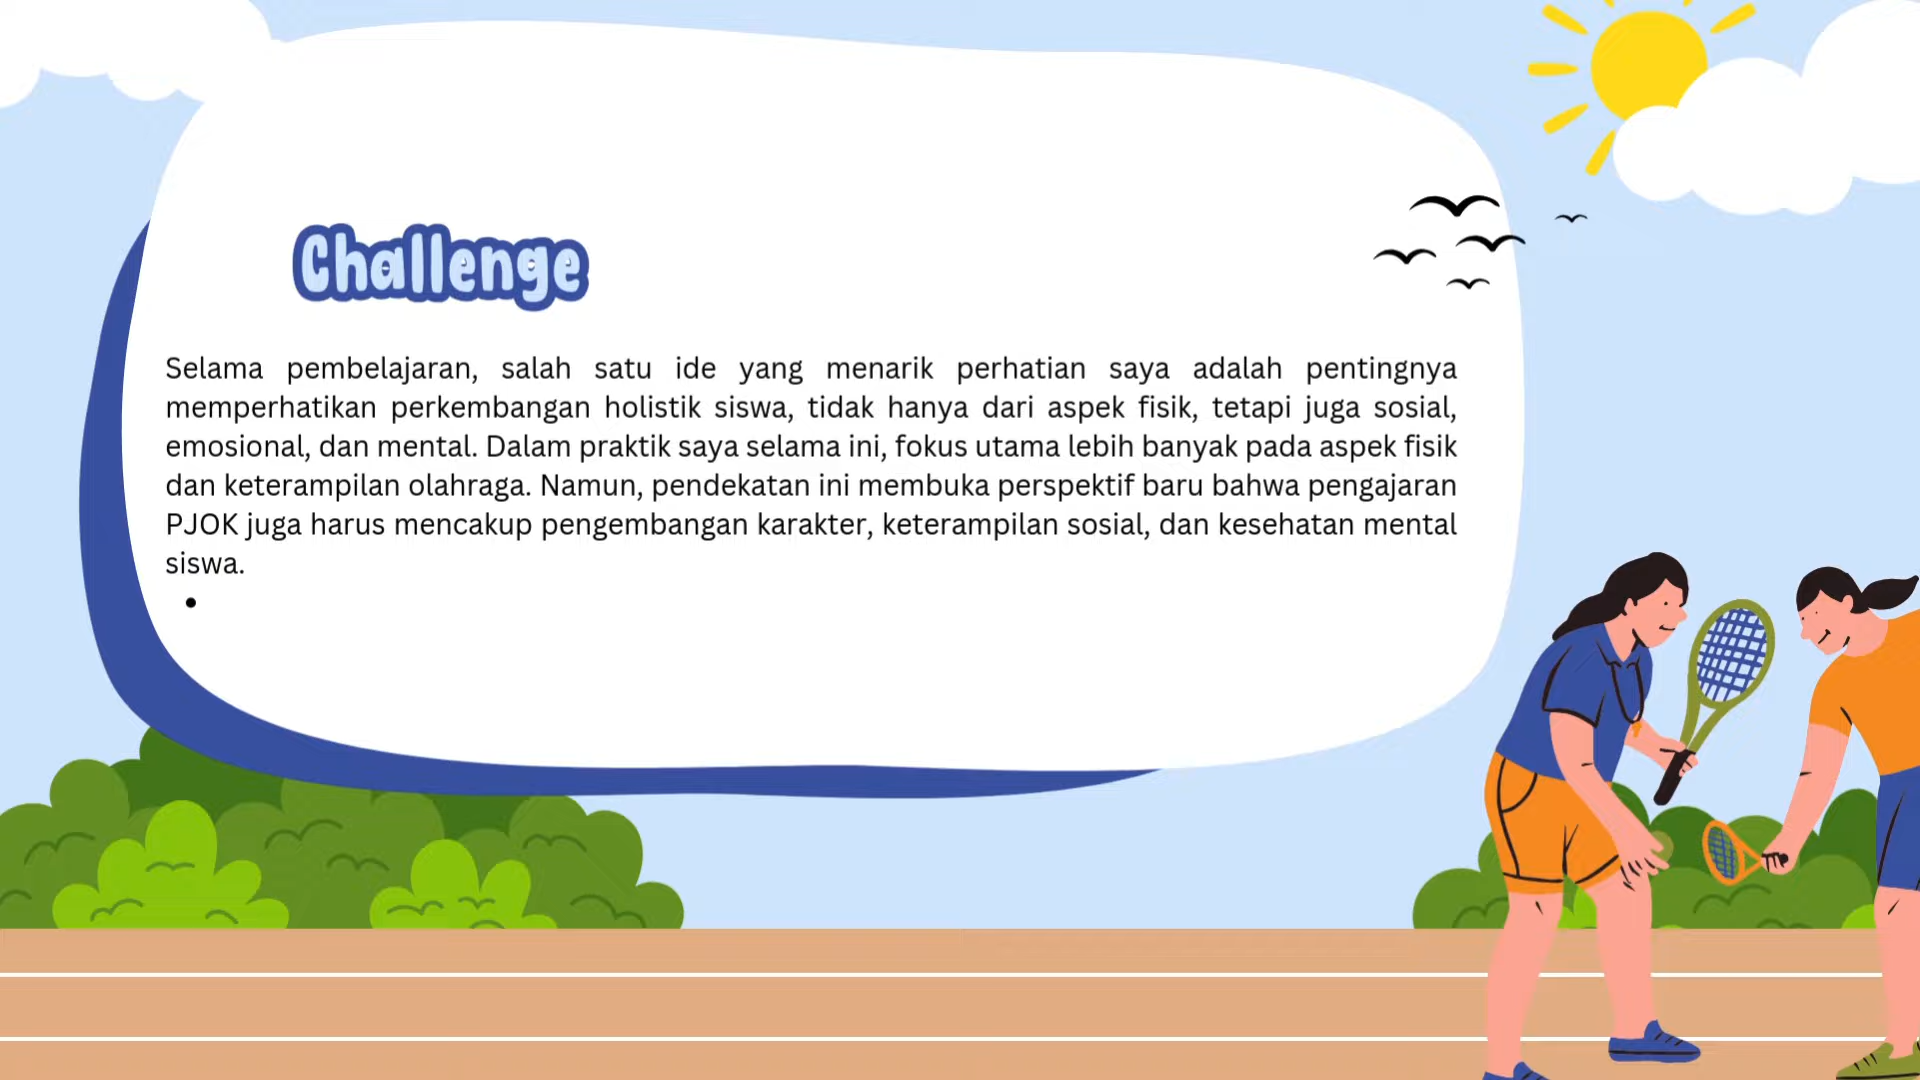 Challenge
Selama pembelajaran, salah satu ide yang menarik perhatian saya adalah pentingnya
memperhatikan perkembangan holistik siswa, tidak hanya dari aspek fisik, tetapi juga sosial,
emosional, dan mental. Dalam praktik saya selama ini, fokus utama lebih banyak pada aspek fisik
dan keterampilan olahraga. Namun, pendekatan ini membuka perspektif baru bahwa pengajaran
PJOK juga harus mencakup pengembangan karakter, keterampilan sosial, dan kesehatan mental
siswa.